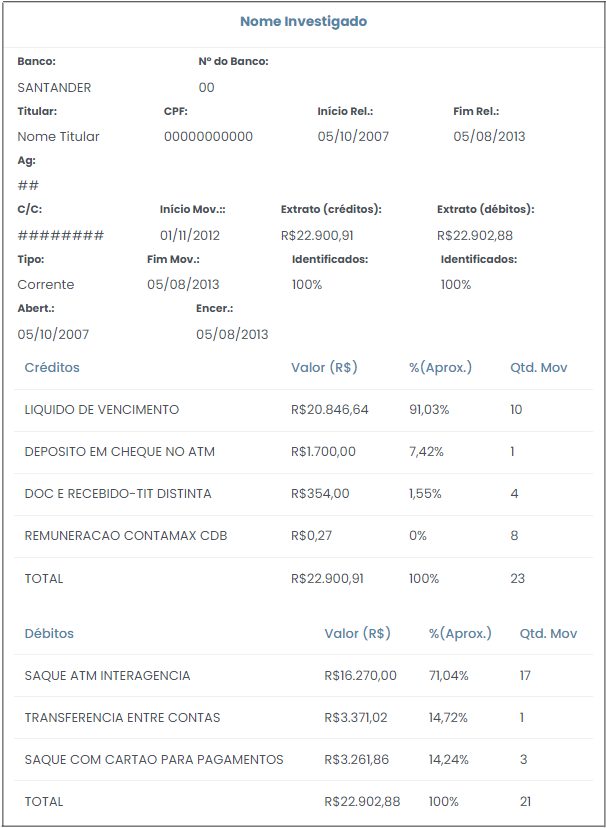 Nome Investigado
Banco: Nº do Banco:
SANTANDER 00
Titular: CPF: Início Rel.: Fim Rel.:
Nome Titular 00000000000 05/10/2007 05/08/2013
Ag:
##
C/C: Início Mov.:: Extrato (créditos): Extrato (débitos):
######## 01/11/2012 R$22.900,91 R$22.902,88
Tipo: Fim Mov.: Identificados: Identificados:
Corrente 05/08/2013 100% 100%
Abert.: Encer.:
05/10/2007 05/08/2013
Créditos Valor (R$) %(Aprox.) Qtd. Mov
LIQUIDO DE VENCIMENTO R$20.846,64 91,03% 10
DEPOSITO EM CHEQUE NO ATM R$1.700,00 7,42% 1
DOC E RECEBIDO-TIT DISTINTA R$354,00 1,55% 4
REMUNERACAO CONTAMAX CDB R$0,27 0% 8
TOTAL R$22.900,91 100% 23
Débitos Valor (R$) %(Aprox.) Qtd. Mov
SAQUE ATM INTERAGENCIA R$16.270,00 71,04% 17
TRANSFERENCIA ENTRE CONTAS R$3.371,02 14,72% 1
SAQUE COM CARTAO PARA PAGAMENTOS R$3.261,86 14,24% 3
TOTAL R$22.902,88 100% 21